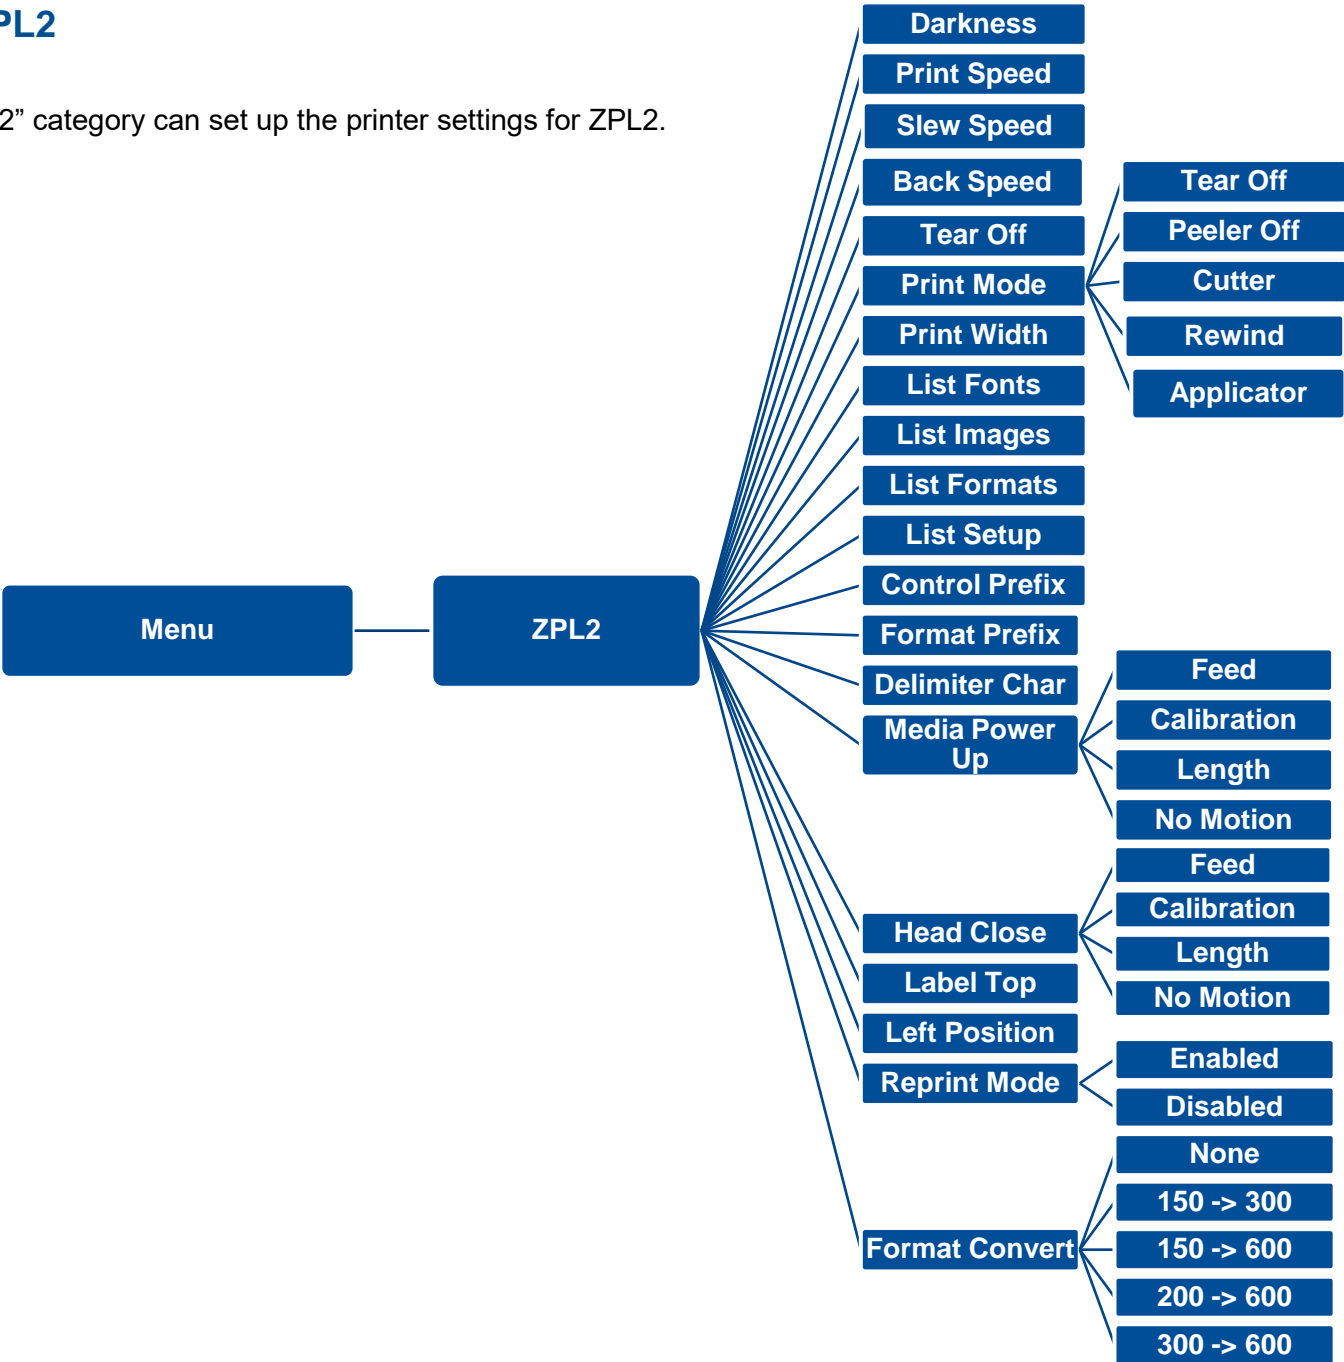 PL2
2” category can set up the printer settings for ZPL2.
Menu
ZPL2
Darkness
Print Speed
Slew Speed
Back Speed
Tear Off
Print Mode
Tear Off
Peeler Off
Cutter
Rewind
Applicator
Print Width
List Fonts
List Images
List Formats
List Setup
Control Prefix
Format Prefix
Delimiter Char
Media Power
Up
Feed
Calibration
Length
No Motion
Head Close
Feed
Calibration
Length
No Motion
Label Top
Left Position
Reprint Mode
Enabled
Disabled
Format Convert
None
150 -> 300
150 -> 600
200 -> 600
300 -> 600